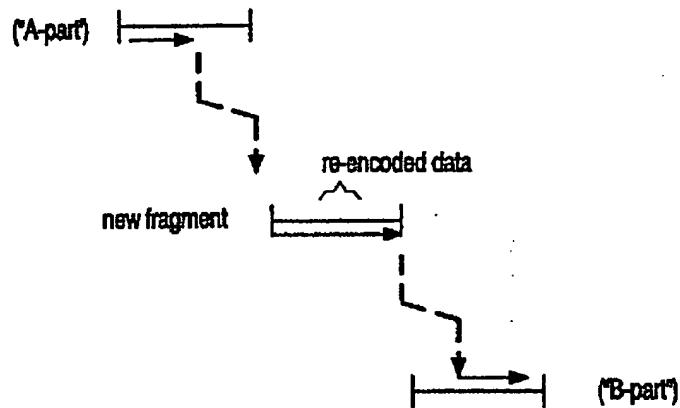 ("A-part")
re-encoded data
new fragment
("B-part")